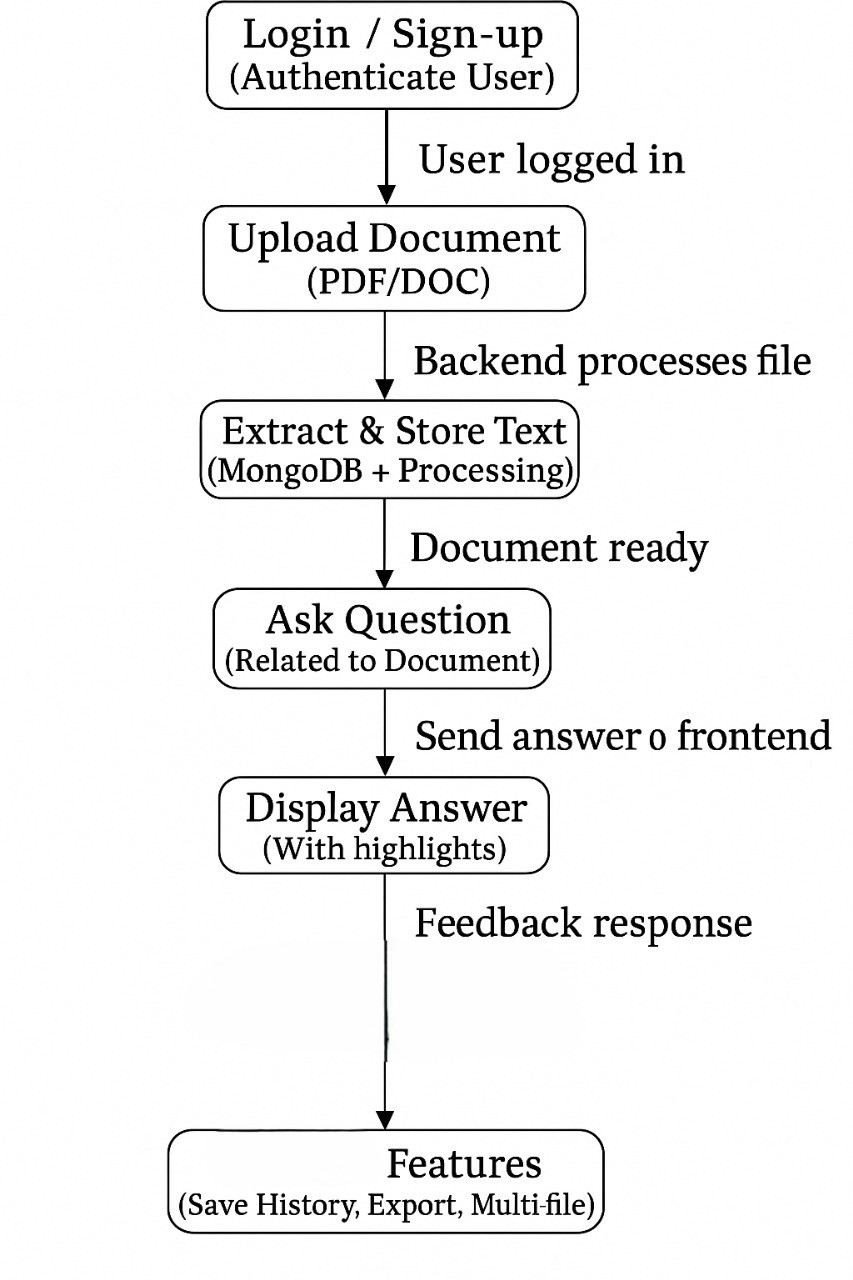 Login / Sign-up
(Authenticate User)
User logged in
Upload Document
(PDF/DOC)
Backend processes file
Extract & Store Text
(MongoDB + Processing)
Document ready
Ask Question
(Related to Document)
Send answer o frontend
Display Answer
(With highlights)
Feedback response
Features
(Save History, Export, Multi-file)